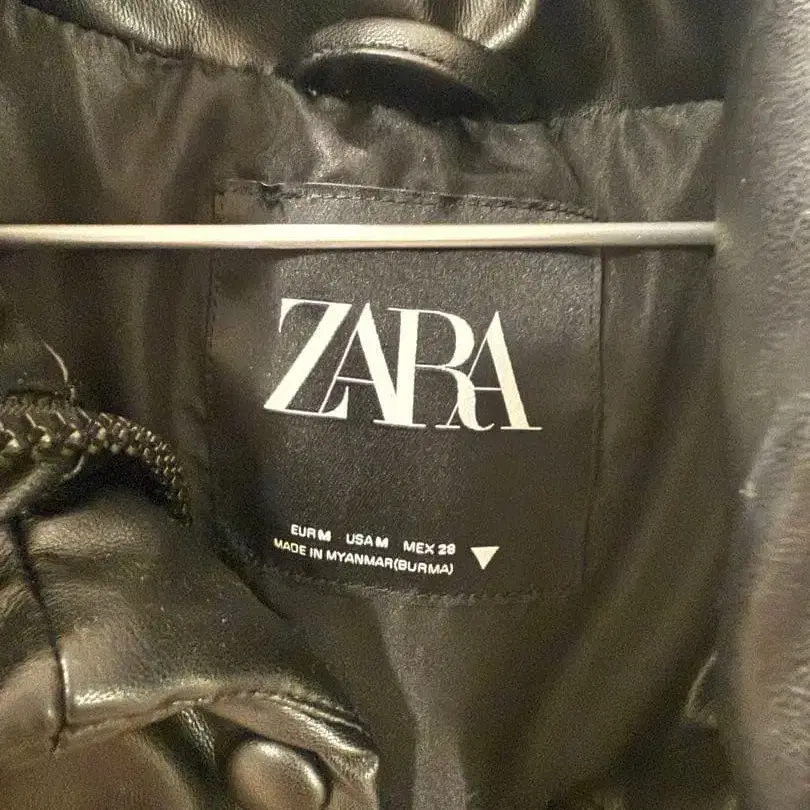 ZARA
EUR M USA M MEX 28
MADE IN MYANMAR(BURMA)